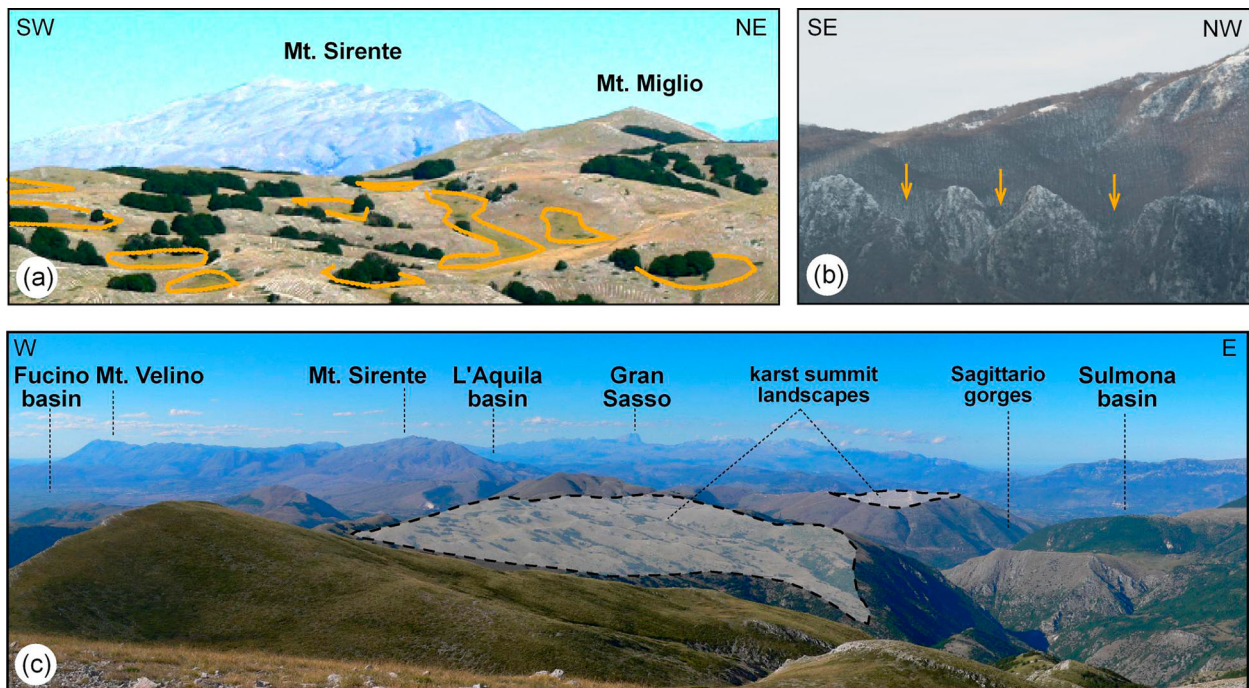 SW
NE
Mt. Sirente
Mt. Miglio
(a)
SE
NW
(b)
W
E
Fucino
basin
Mt. Velino
Mt. Sirente
L'Aquila
basin
Gran
Sasso
karst summit
landscapes
Sagittario
gorges
Sulmona
basin
(c)